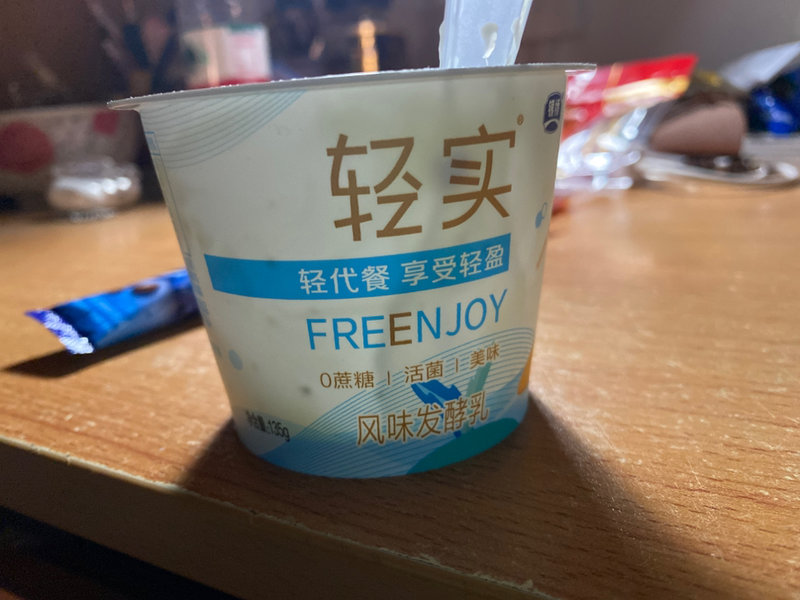 轻实®
轻代餐 享受轻盈
FREENJOY
0蔗糖 | 活菌 | 美味
风味发酵乳
净含量:135g